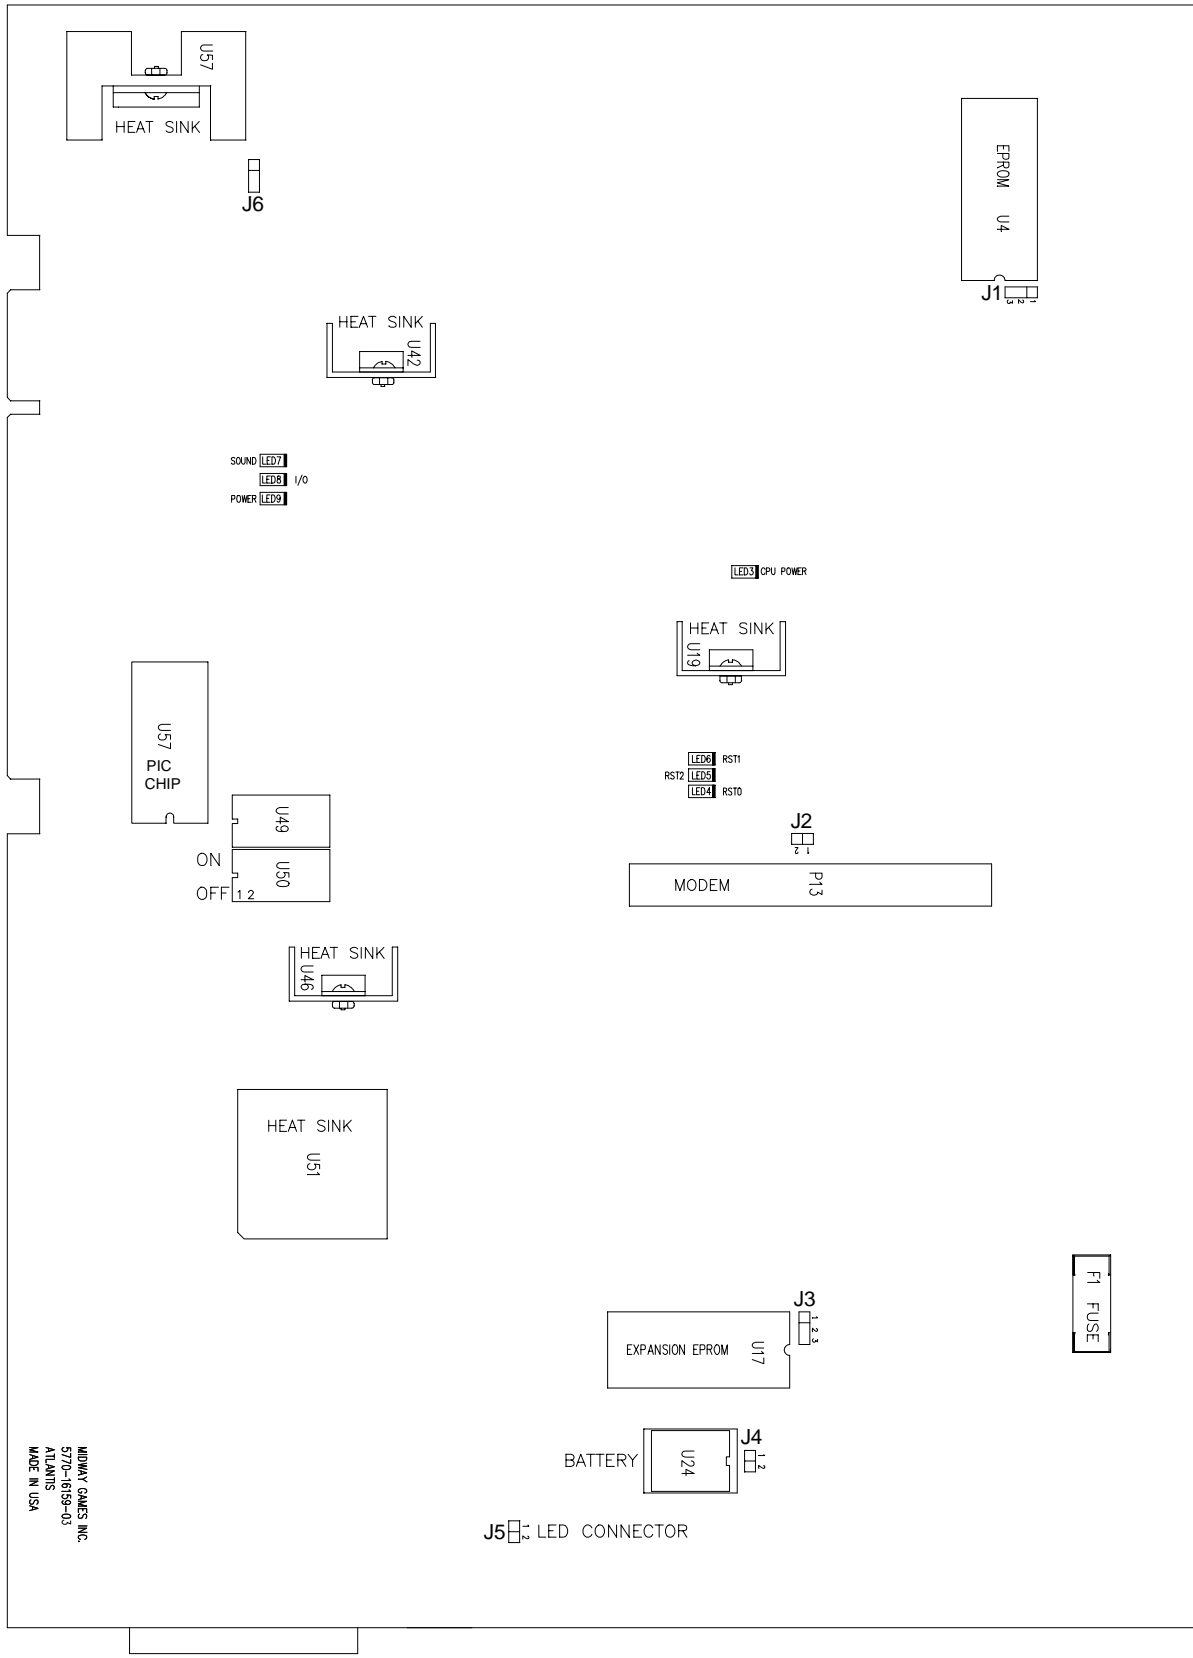 U57
HEAT SINK
J6
EPROM U4
J1
3 2 1
HEAT SINK
U42
SOUND LED7
LED8 I/O
POWER LED9
LED3 CPU POWER
HEAT SINK
U19
U57
PIC
CHIP
LED6 RST1
RST2 LED5
LED4 RST0
U49
ON
U50
OFF 1 2
J2
2 1
MODEM P13
HEAT SINK
U46
HEAT SINK
U51
F1 FUSE
J3
1 2 3
EXPANSION EPROM U17
BATTERY
U24
J4
1 2
J5 1 2 LED CONNECTOR
MIDWAY GAMES INC.
5770-16159-03
ATLANTIS
MADE IN USA